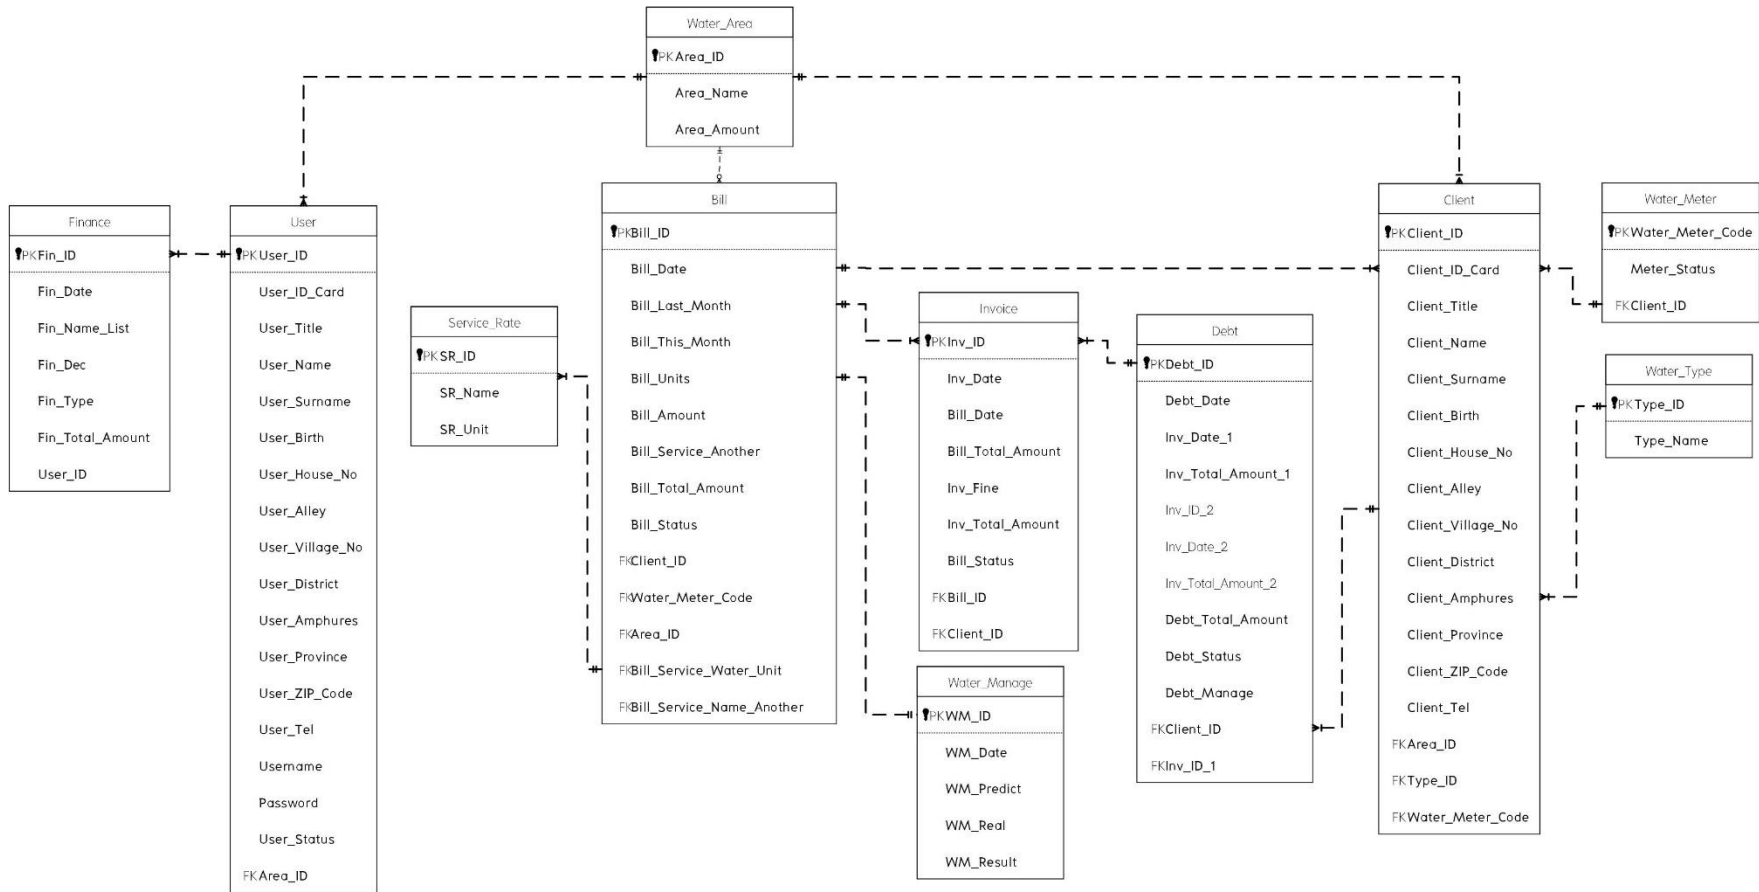 Water_Area
PK Area_ID
Area_Name
Area_Amount
Finance
PK Fin_ID
Fin_Date
Fin_Name_List
Fin_Dec
Fin_Type
Fin_Total_Amount
User_ID
User
PK User_ID
User_ID_Card
User_Title
User_Name
User_Surname
User_Birth
User_House_No
User_Alley
User_Village_No
User_District
User_Amphures
User_Province
User_ZIP_Code
User_Tel
Username
Password
User_Status
FK Area_ID
Service_Rate
PK SR_ID
SR_Name
SR_Unit
Bill
PK Bill_ID
Bill_Date
Bill_Last_Month
Bill_This_Month
Bill_Units
Bill_Amount
Bill_Service_Another
Bill_Total_Amount
Bill_Status
FK Client_ID
FK Water_Meter_Code
FK Area_ID
FK Bill_Service_Water_Unit
FK Bill_Service_Name_Another
Invoice
PK Inv_ID
Inv_Date
Bill_Date
Bill_Total_Amount
Inv_Fine
Inv_Total_Amount
Bill_Status
FK Bill_ID
FK Client_ID
Water_Manage
PK WM_ID
WM_Date
WM_Predict
WM_Real
WM_Result
Debt
PK Debt_ID
Debt_Date
Inv_Date_1
Inv_Total_Amount_1
Inv_ID_2
Inv_Date_2
Inv_Total_Amount_2
Debt_Total_Amount
Debt_Status
Debt_Manage
FK Client_ID
FK Inv_ID_1
Client
PK Client_ID
Client_ID_Card
Client_Title
Client_Name
Client_Surname
Client_Birth
Client_House_No
Client_Alley
Client_Village_No
Client_District
Client_Amphures
Client_Province
Client_ZIP_Code
Client_Tel
FK Area_ID
FK Type_ID
FK Water_Meter_Code
Water_Meter
PK Water_Meter_Code
Meter_Status
FK Client_ID
Water_Type
PK Type_ID
Type_Name